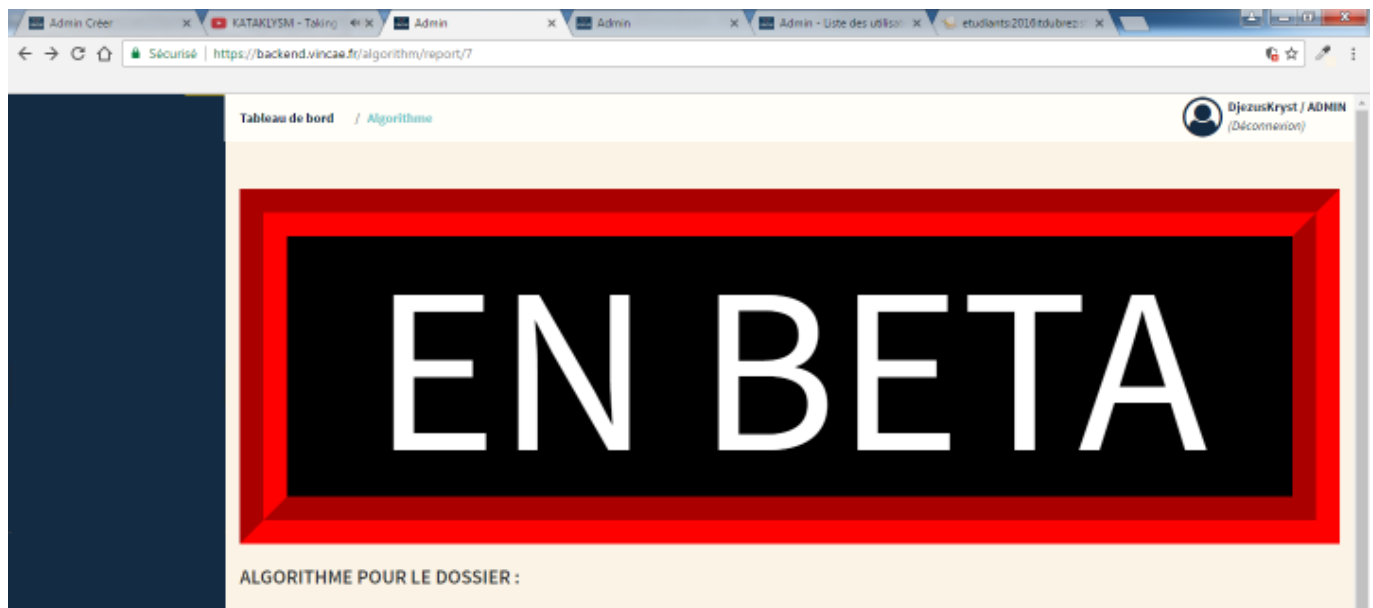 Admin Créer
KATAKLYSM - Taking
Admin
Admin
Admin - Liste des utilisat
Sécurisé
https://backend.vincae.fr/algorithm/report/7
Tableau de bord / Algorithme
DjezusKryst / ADMIN
(Déconnexion)
EN BETA
ALGORITHME POUR LE DOSSIER :